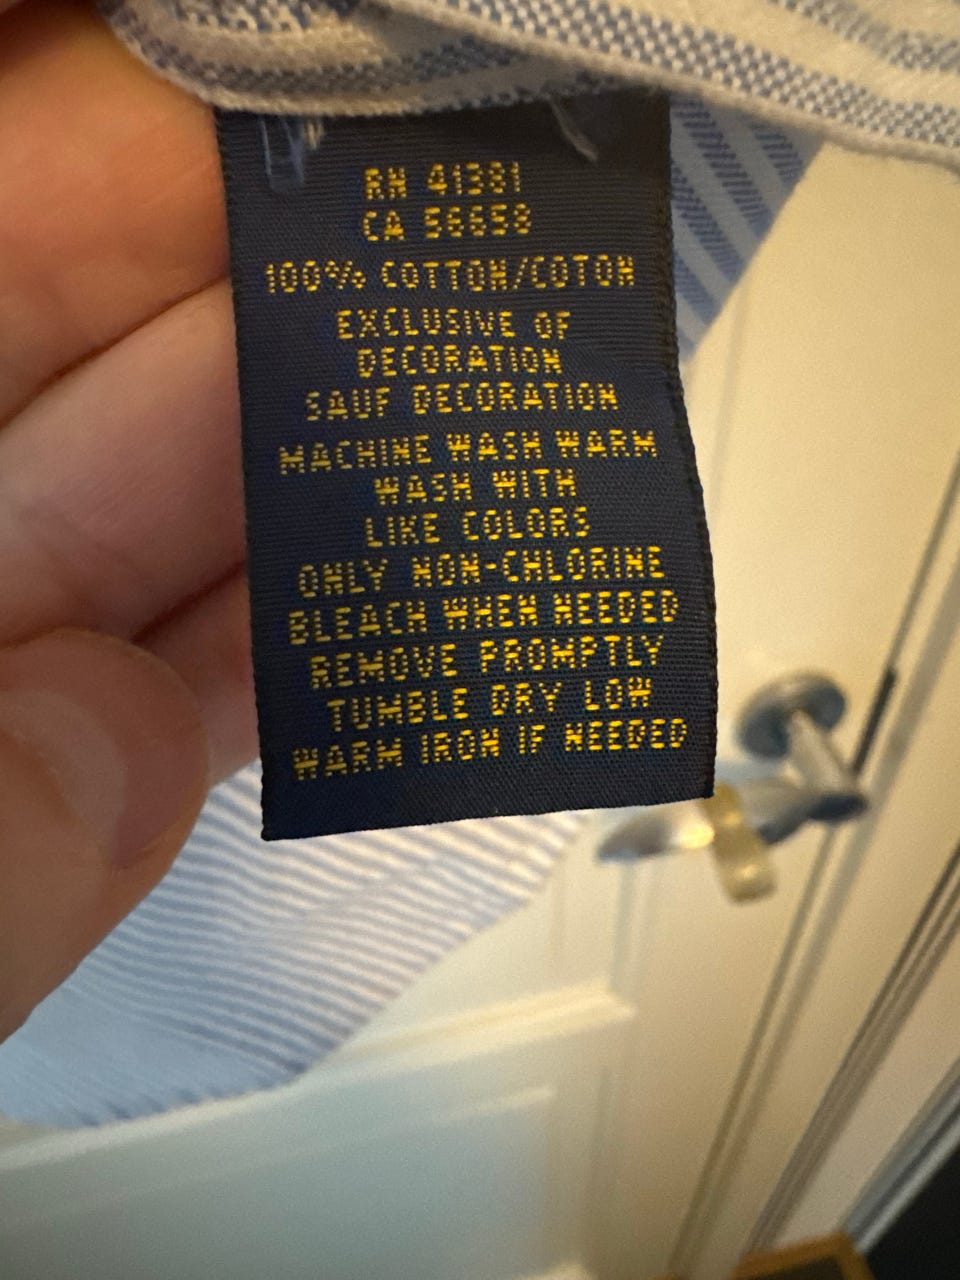 RN 41381
CA 56658
100% COTTON/COTON
EXCLUSIVE OF
DECORATION
SAUF DECORATION
MACHINE WASH WARM
WASH WITH
LIKE COLORS
ONLY NON-CHLORINE
BLEACH WHEN NEEDED
REMOVE PROMPTLY
TUMBLE DRY LOW
WARM IRON IF NEEDED